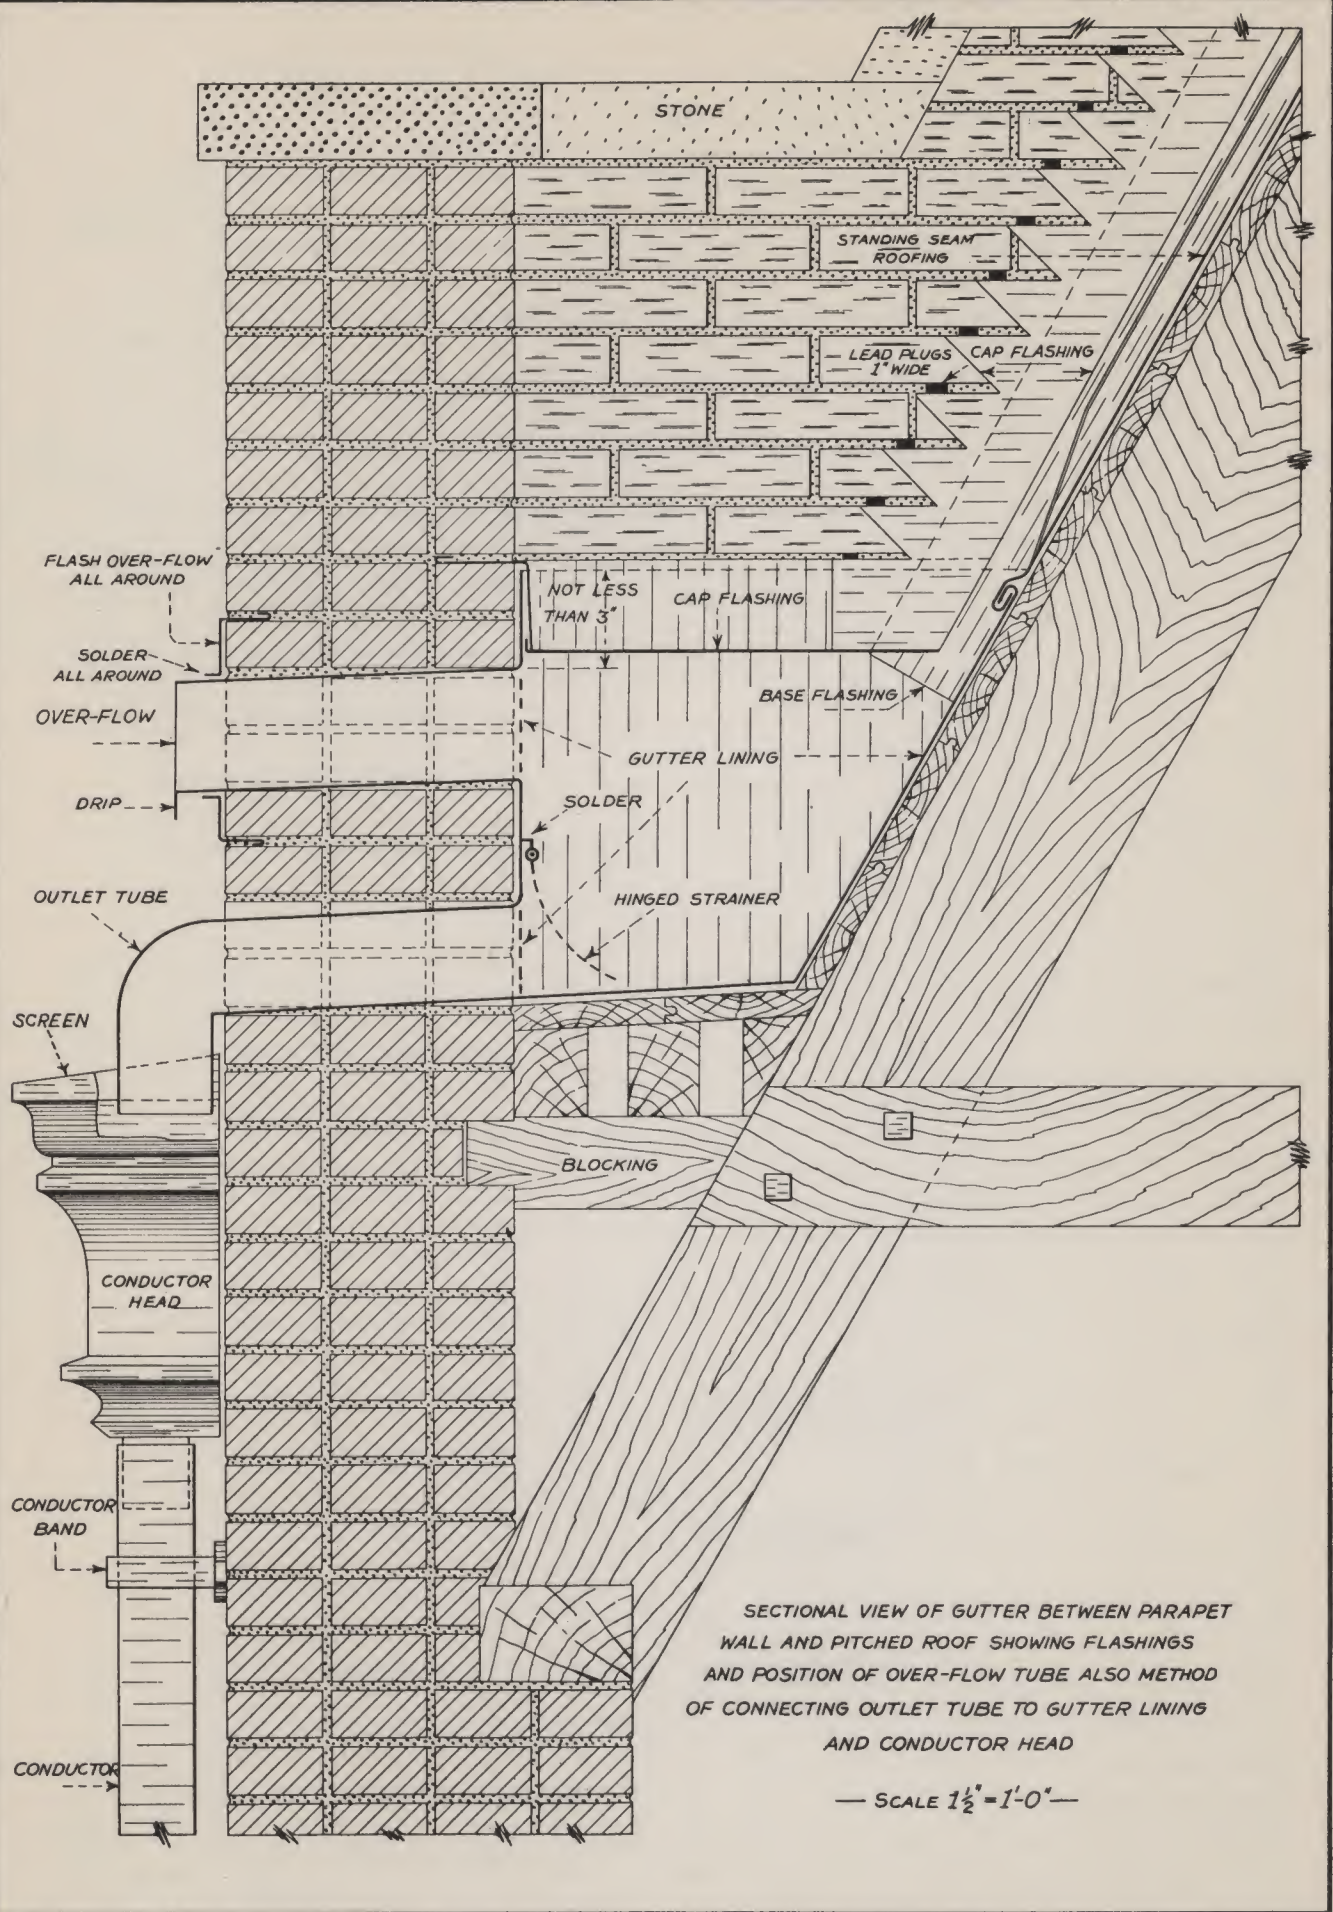 STONE
STANDING SEAM
ROOFING
LEAD PLUGS
1" WIDE
CAP FLASHING
FLASH OVER-FLOW
ALL AROUND
NOT LESS
THAN 3"
CAP FLASHING
SOLDER
ALL AROUND
BASE FLASHING
OVER-FLOW
GUTTER LINING
DRIP
SOLDER
OUTLET TUBE
HINGED STRAINER
SCREEN
BLOCKING
CONDUCTOR
HEAD
CONDUCTOR
BAND
CONDUCTOR
SECTIONAL VIEW OF GUTTER BETWEEN PARAPET
WALL AND PITCHED ROOF SHOWING FLASHINGS
AND POSITION OF OVER-FLOW TUBE ALSO METHOD
OF CONNECTING OUTLET TUBE TO GUTTER LINING
AND CONDUCTOR HEAD
— SCALE 1½" = 1'-0" —